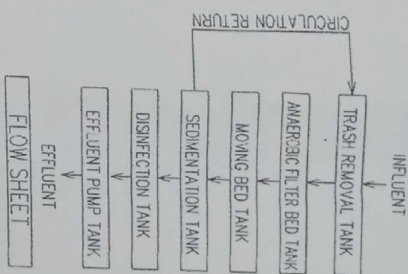 INFLUENT
TRASH REMOVAL TANK
ANAEROBIC FILTER BED TANK
MOVING BED TANK
SEDIMENTATION TANK
DISINFECTION TANK
EFFLUENT PUMP TANK
EFFLUENT
CIRCULATION RETURN
FLOW SHEET